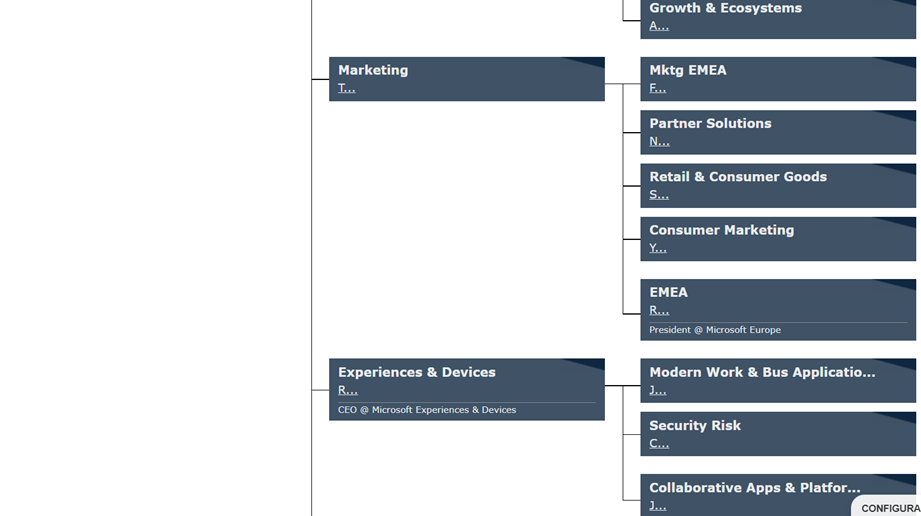 Growth & Ecosystems
A...
Marketing
T...
Mktg EMEA
F...
Partner Solutions
N...
Retail & Consumer Goods
S...
Consumer Marketing
Y...
EMEA
R...
President @ Microsoft Europe
Experiences & Devices
R...
CEO @ Microsoft Experiences & Devices
Modern Work & Bus Applicatio...
J...
Security Risk
C...
Collaborative Apps & Platfor...
J...
CONFIGURA